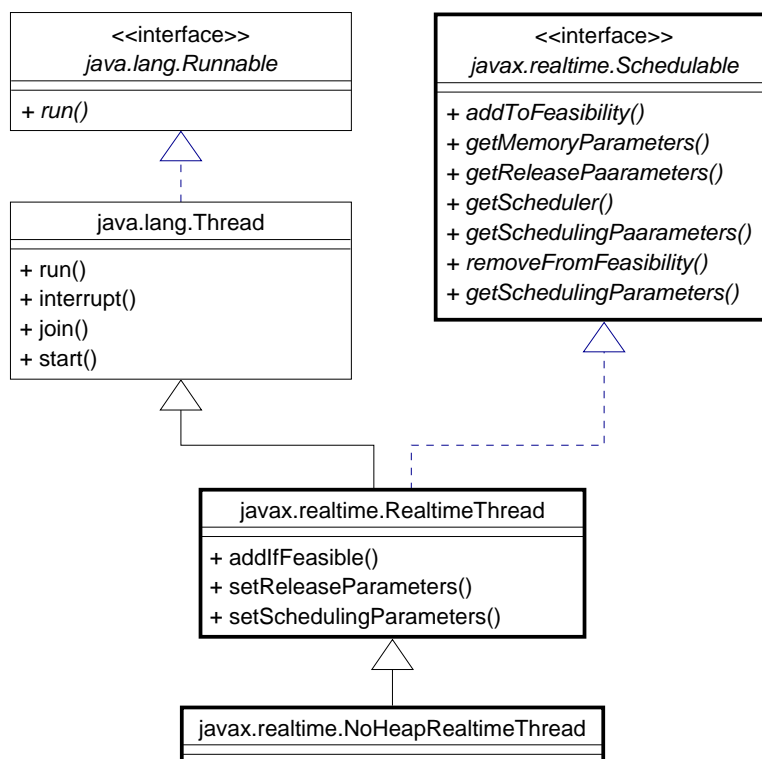 <<interface>>
java.lang.Runnable
+ run()
<<interface>>
javax.realtime.Schedulable
+ addToFeasibility()
+ getMemoryParameters()
+ getReleasePaarameters()
+ getScheduler()
+ getSchedulingPaarameters()
+ removeFromFeasibility()
+ getSchedulingParameters()
java.lang.Thread
+ run()
+ interrupt()
+ join()
+ start()
javax.realtime.RealtimeThread
+ addIfFeasible()
+ setReleaseParameters()
+ setSchedulingParameters()
javax.realtime.NoHeapRealtimeThread